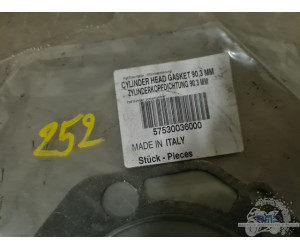 CYLINDER HEAD GASKET 90,3 MM
ZYLINDERKOPFDICHTUNG 90,3 MM
57530036000
MADE IN ITALY
Stück - Pieces
252